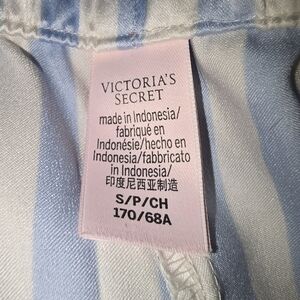 VICTORIA'S
SECRET
made in Indonesia/
fabriqué en
Indonésie/hecho en
Indonesia/fabbricato
in Indonesia/
印度尼西亚制造
S/P/CH
170/68A